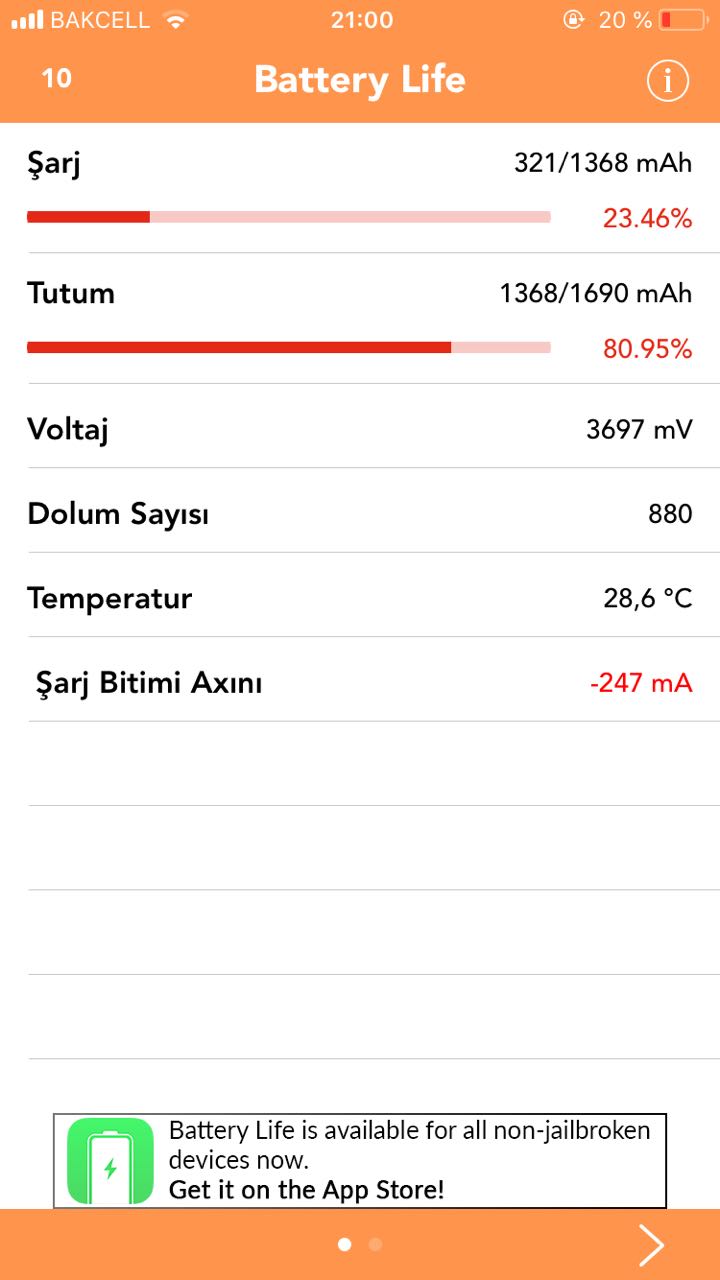 BAKCELL 21:00 20 %
10 Battery Life i
Şarj 321/1368 mAh
23.46%
Tutum 1368/1690 mAh
80.95%
Voltaj 3697 mV
Dolum Sayısı 880
Temperatur 28,6 °C
Şarj Bitimi Axını -247 mA
Battery Life is available for all non-jailbroken
devices now.
Get it on the App Store!